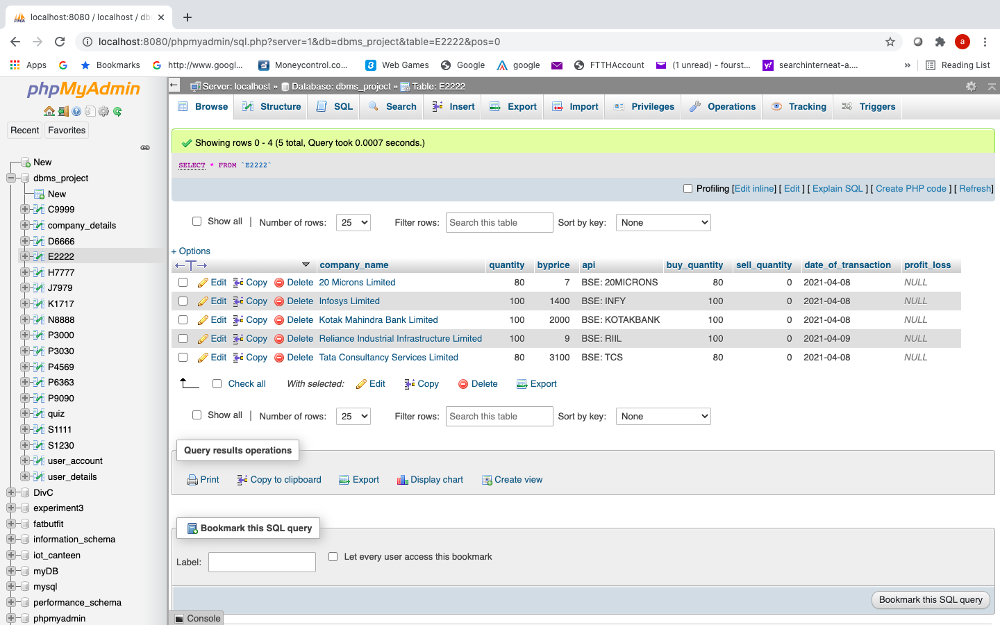 localhost:8080 / localhost / db
localhost:8080/phpmyadmin/sql.php?server=1&db=dbms_project&table=E2222&pos=0
a
Apps
Bookmarks
http://www.googl...
Moneycontrol.co...
Web Games
Google
google
FTTHAccount
(1 unread) - fourst...
searchinterneat-a....
»
Reading List
phpMyAdmin
Server: localhost » Database: dbms_project » Table: E2222
Browse
Structure
SQL
Search
Insert
Export
Import
Privileges
Operations
Tracking
Triggers
Recent
Favorites
New
dbms_project
New
C9999
company_details
D6666
E2222
H7777
J7979
K1717
N8888
P3000
P3030
P4569
P6363
P9090
quiz
S1111
S1230
user_account
user_details
DivC
experiment3
fatbutfit
information_schema
iot_canteen
myDB
mysql
performance_schema
phpmyadmin
Showing rows 0 - 4 (5 total, Query took 0.0007 seconds.)
SELECT * FROM `E2222`
Profiling [Edit inline] [ Edit ] [ Explain SQL ] [ Create PHP code ] [ Refresh]
Show all | Number of rows: 25 Filter rows: Search this table Sort by key: None
+ Options
company_name quantity byprice api buy_quantity sell_quantity date_of_transaction profit_loss
Edit Copy Delete 20 Microns Limited 80 7 BSE: 20MICRONS 80 0 2021-04-08 NULL
Edit Copy Delete Infosys Limited 100 1400 BSE: INFY 100 0 2021-04-08 NULL
Edit Copy Delete Kotak Mahindra Bank Limited 100 2000 BSE: KOTAKBANK 100 0 2021-04-08 NULL
Edit Copy Delete Reliance Industrial Infrastructure Limited 100 9 BSE: RIIL 100 0 2021-04-09 NULL
Edit Copy Delete Tata Consultancy Services Limited 80 3100 BSE: TCS 80 0 2021-04-08 NULL
Check all With selected: Edit Copy Delete Export
Show all | Number of rows: 25 Filter rows: Search this table Sort by key: None
Query results operations
Print Copy to clipboard Export Display chart Create view
Bookmark this SQL query
Label: Let every user access this bookmark
Bookmark this SQL query
Console